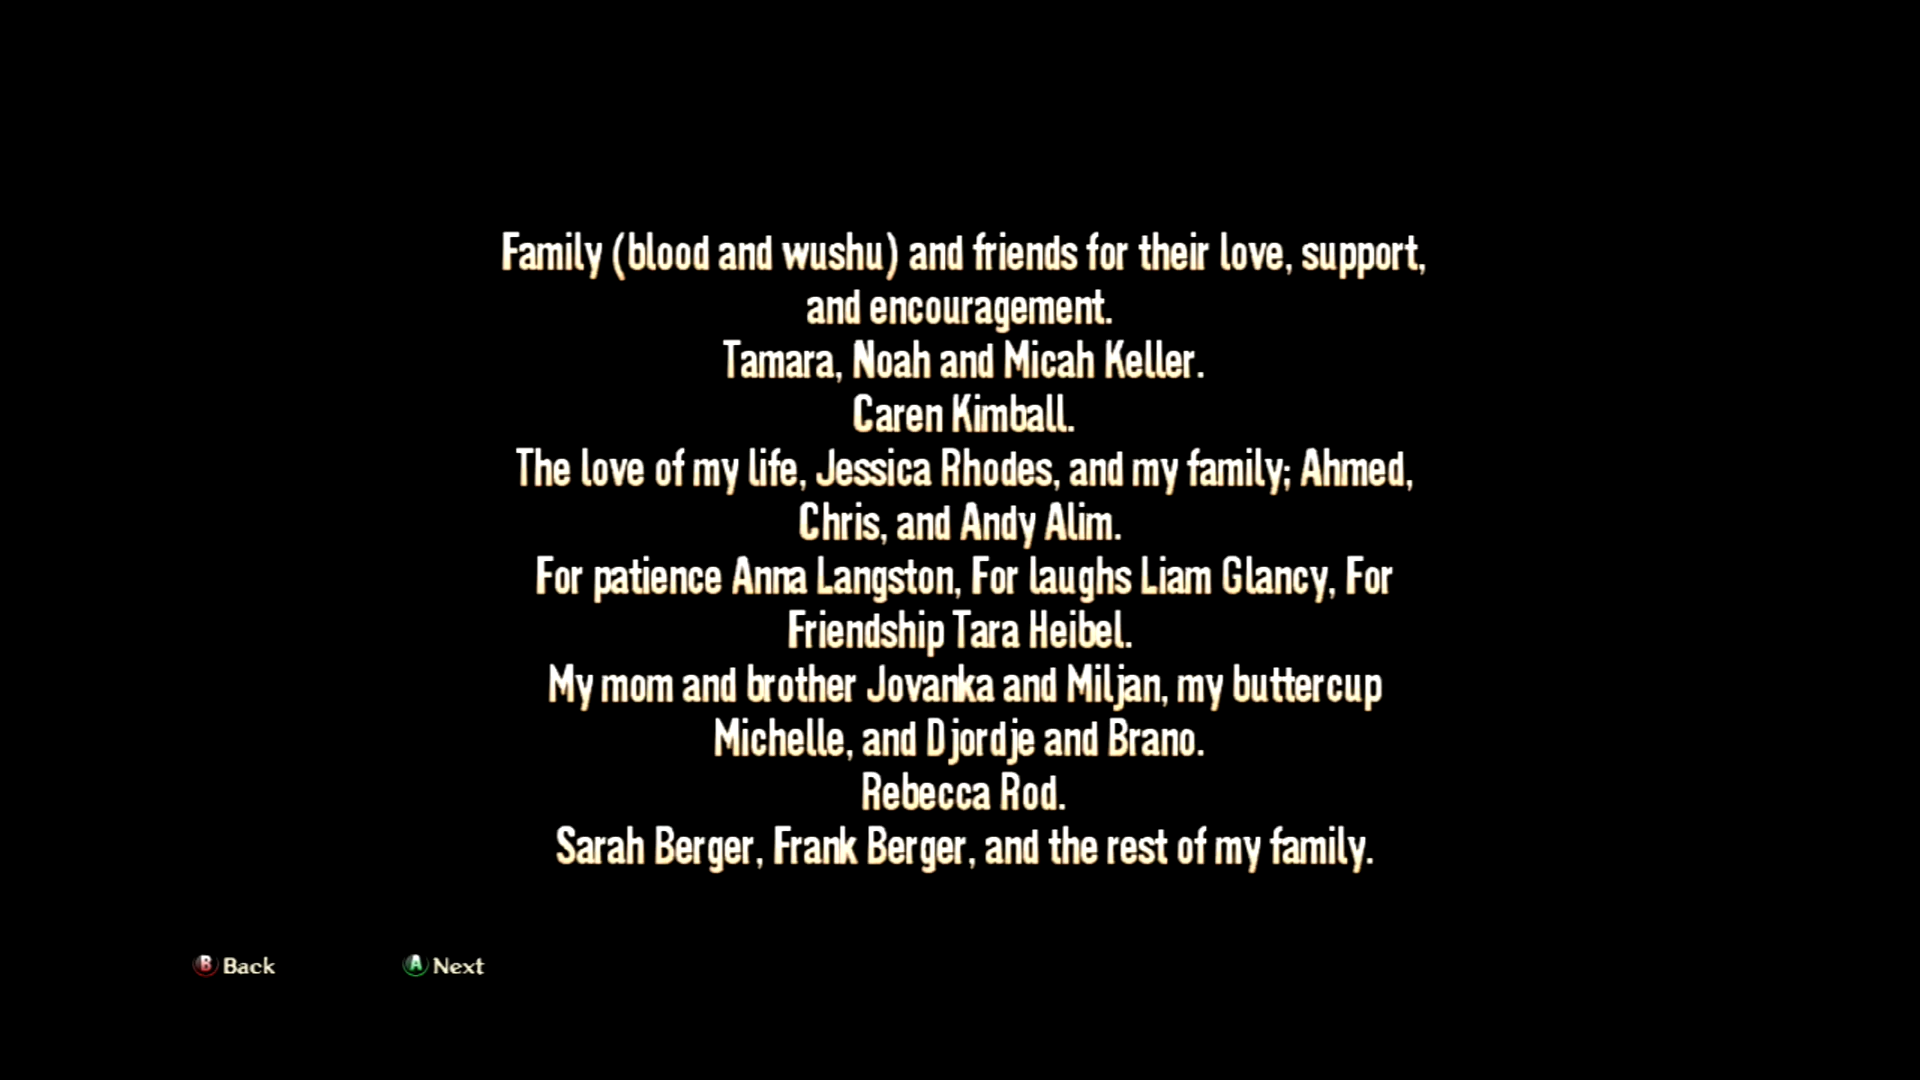 Family (blood and wushu) and friends for their love, support,
and encouragement.
Tamara, Noah and Micah Keller.
Caren Kimball.
The love of my life, Jessica Rhodes, and my family; Ahmed,
Chris, and Andy Alim.
For patience Anna Langston, For laughs Liam Glancy, For
Friendship Tara Heibel.
My mom and brother Jovanka and Miljan, my buttercup
Michelle, and Djordje and Brano.
Rebecca Rod.
Sarah Berger, Frank Berger, and the rest of my family.
B Back
A Next